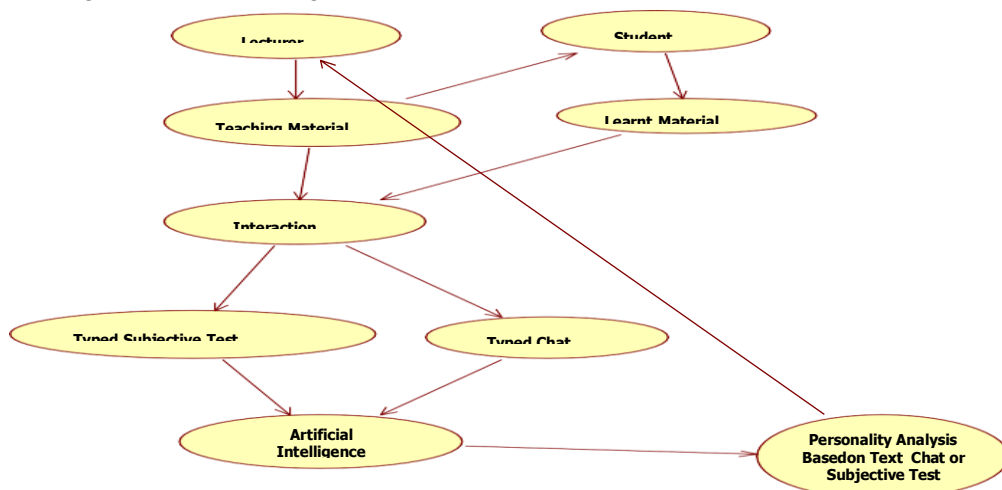 Lecturer
Student
Teaching Material
Learnt Material
Interaction
Typed Subjective Test
Typed Chat
Artificial
Intelligence
Personality Analysis
Basedon Text Chat or
Subjective Test